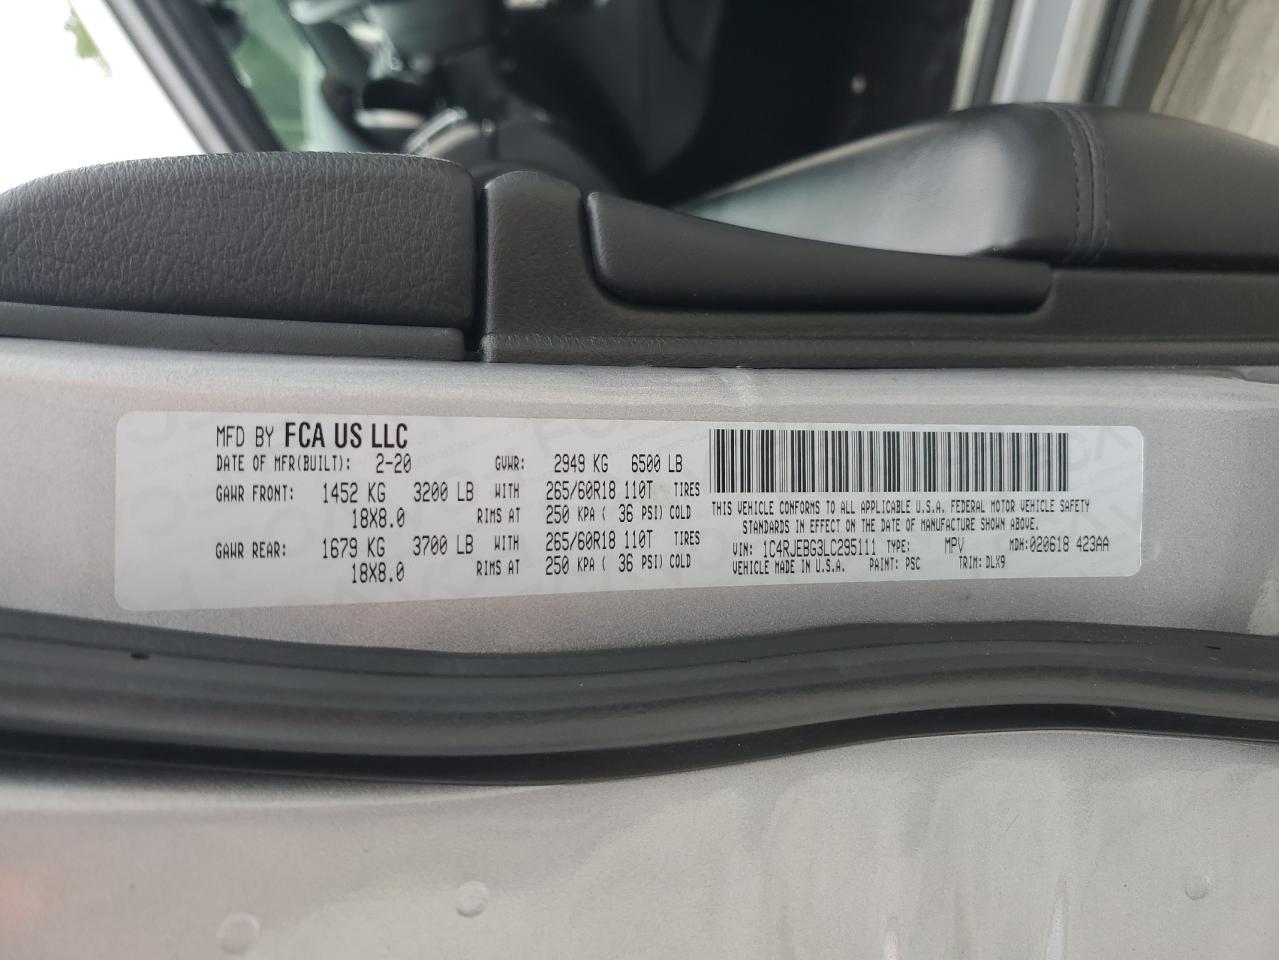 MFD BY FCA US LLC
DATE OF MFR(BUILT): 2-20 GVWR: 2949 KG 6500 LB
GAWR FRONT: 1452 KG 3200 LB WITH 265/60R18 110T TIRES
18X8.0 RIMS AT 250 KPA ( 36 PSI) COLD
GAWR REAR: 1679 KG 3700 LB WITH 265/60R18 110T TIRES
18X8.0 RIMS AT 250 KPA ( 36 PSI) COLD
THIS VEHICLE CONFORMS TO ALL APPLICABLE U.S.A. FEDERAL MOTOR VEHICLE SAFETY
STANDARDS IN EFFECT ON THE DATE OF MANUFACTURE SHOWN ABOVE.
VIN: 1C4RJEBG3LC295111 TYPE: MPV MDH:020618 423AA
VEHICLE MADE IN U.S.A. PAINT: PSC TRIM: DLX9